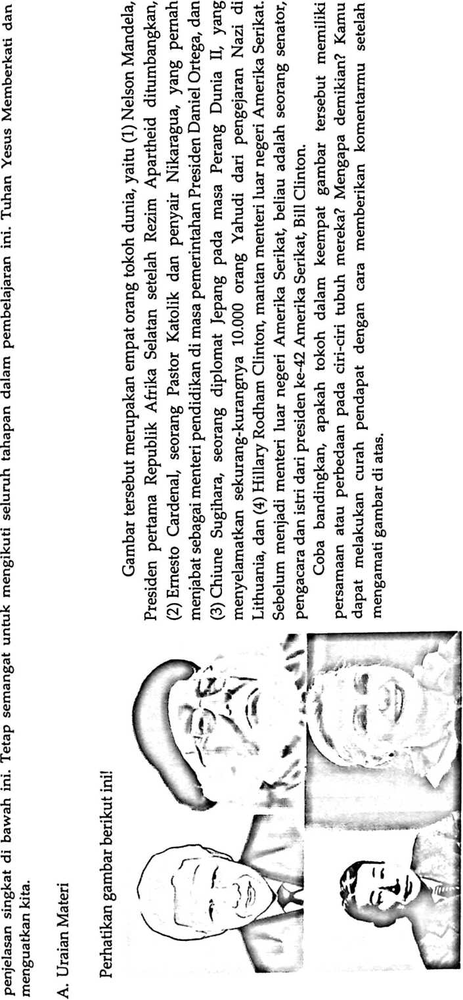 penjelasan singkat di bawah ini. Tetap semangat untuk mengikuti seluruh tahapan dalam pembelajaran ini. Tuhan Yesus Memberkati dan
menguatkan kita.
A. Uraian Materi
Perhatikan gambar berikut ini!
Gambar tersebut merupakan empat orang tokoh dunia, yaitu (1) Nelson Mandela,
Presiden pertama Republik Afrika Selatan setelah Rezim Apartheid ditumbangkan,
(2) Ernesto Cardenal, seorang Pastor Katolik dan penyair Nikaragua, yang pernah
menjabat sebagai menteri pendidikan di masa pemerintahan Presiden Daniel Ortega, dan
(3) Chiune Sugihara, seorang diplomat Jepang pada masa Perang Dunia II, yang
menyelamatkan sekurang-kurangnya 10.000 orang Yahudi dari pengejaran Nazi di
Lithuania, dan (4) Hillary Rodham Clinton, mantan menteri luar negeri Amerika Serikat.
Sebelum menjadi menteri luar negeri Amerika Serikat, beliau adalah seorang senator,
pengacara dan istri dari presiden ke-42 Amerika Serikat, Bill Clinton.
Coba bandingkan, apakah tokoh dalam keempat gambar tersebut memiliki
persamaan atau perbedaan pada ciri-ciri tubuh mereka? Mengapa demikian? Kamu
dapat melakukan curah pendapat dengan cara memberikan komentarmu setelah
mengamati gambar di atas.